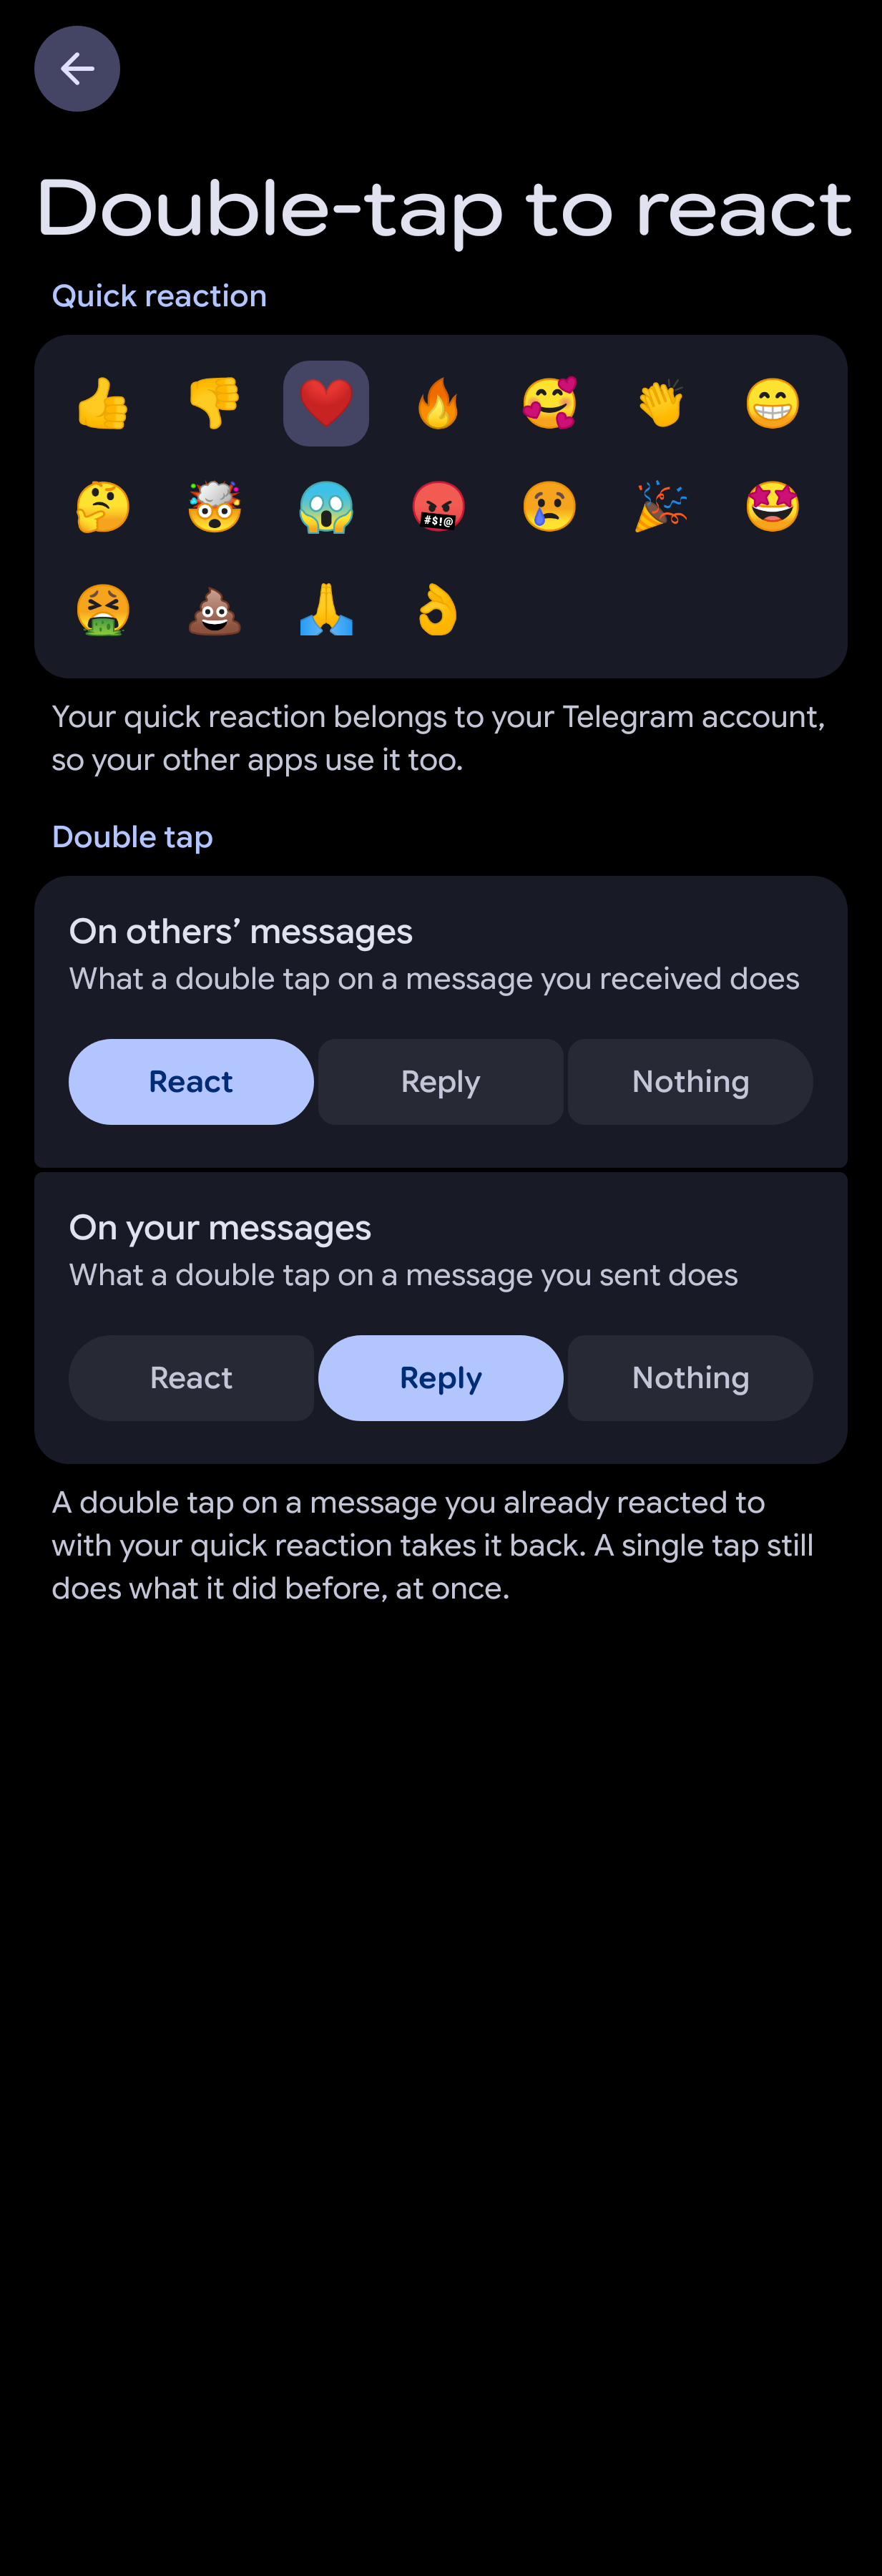 Double-tap to react
Quick reaction
Your quick reaction belongs to your Telegram account,
so your other apps use it too.
Double tap
On others’ messages
What a double tap on a message you received does
React
Reply
Nothing
On your messages
What a double tap on a message you sent does
React
Reply
Nothing
A double tap on a message you already reacted to
with your quick reaction takes it back. A single tap still
does what it did before, at once.